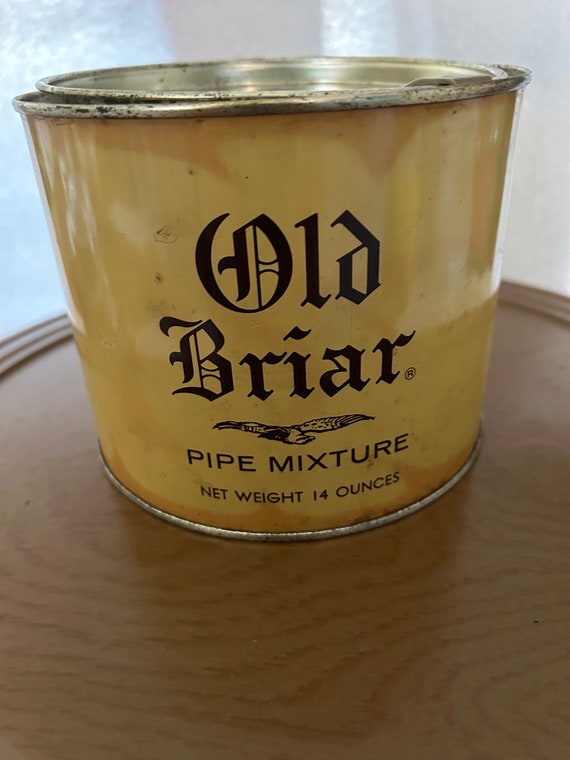 Old
Briar®
PIPE MIXTURE
NET WEIGHT 14 OUNCES